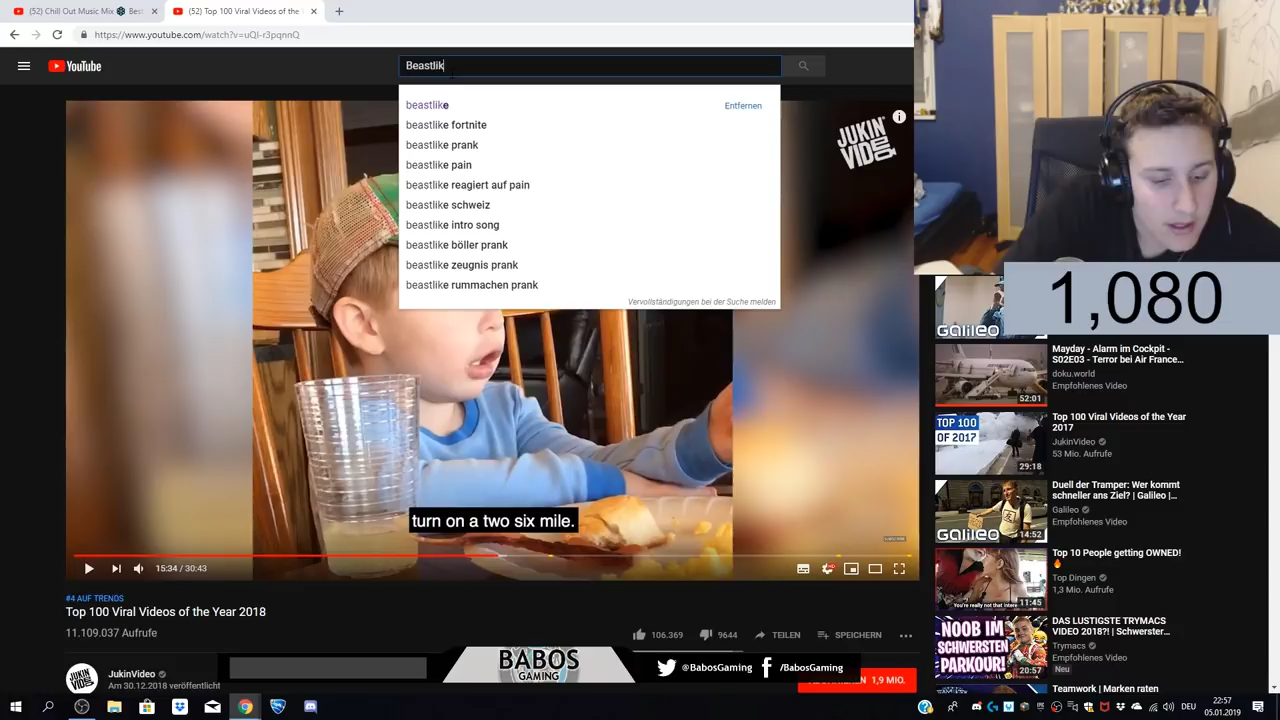 (52) Chill Out Music Mix
Bes
(52) Top 100 Viral Videos of the
https://www.youtube.com/watch?v=uQI-r3pqnnQ
YouTube
Beastlik
beastlike
Entfernen
beastlike fortnite
beastlike prank
beastlike pain
beastlike reagiert auf pain
beastlike schweiz
beastlike intro song
beastlike böller prank
beastlike zeugnis prank
beastlike rummachen prank
Vervollständigungen bei der Suche melden
JUKIN
VIDEO
turn on a two six mile.
15:34 / 30:43
#4 AUF TRENDS
Top 100 Viral Videos of the Year 2018
11.109.037 Aufrufe
106.369
9644
TEILEN
SPEICHERN
JukinVideo
Am 30.12.2018 veröffentlicht
BABOS
GAMING
@BabosGaming
/BabosGaming
1,9 MIO.
1,080
GALILEO
Mayday - Alarm im Cockpit -
S02E03 - Terror bei Air France...
doku.world
Empfohlenes Video
52:01
TOP 100
OF 2017
29:18
Top 100 Viral Videos of the Year
2017
JukinVideo
53 Mio. Aufrufe
GALILEO
14:52
Duell der Tramper: Wer kommt
schneller ans Ziel? | Galileo |...
Galileo
Empfohlenes Video
You're really not that intere
11:45
Top 10 People getting OWNED!
Top Dingen
1,3 Mio. Aufrufe
NOOB IM
SCHWERSTEN
PARKOUR!
20:57
DAS LUSTIGSTE TRYMACS
VIDEO 2018?! | Schwerster...
Trymacs
Empfohlenes Video
Neu
Teamwork | Marken raten
DEU
22:57
05.01.2019